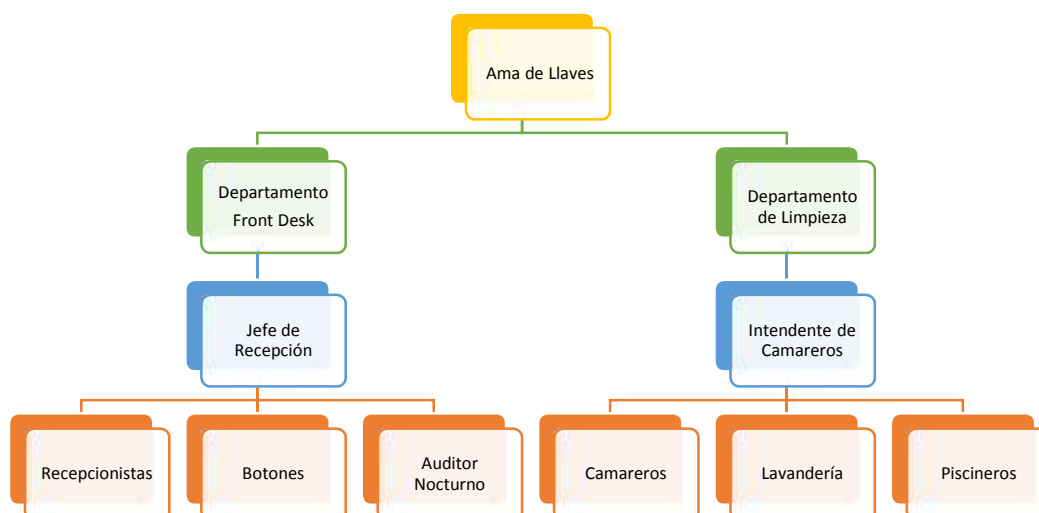 Ama de Llaves
Departamento
Front Desk
Departamento
de Limpieza
Jefe de
Recepción
Intendente de
Camareros
Recepcionistas
Botones
Auditor
Nocturno
Camareros
Lavandería
Piscineros